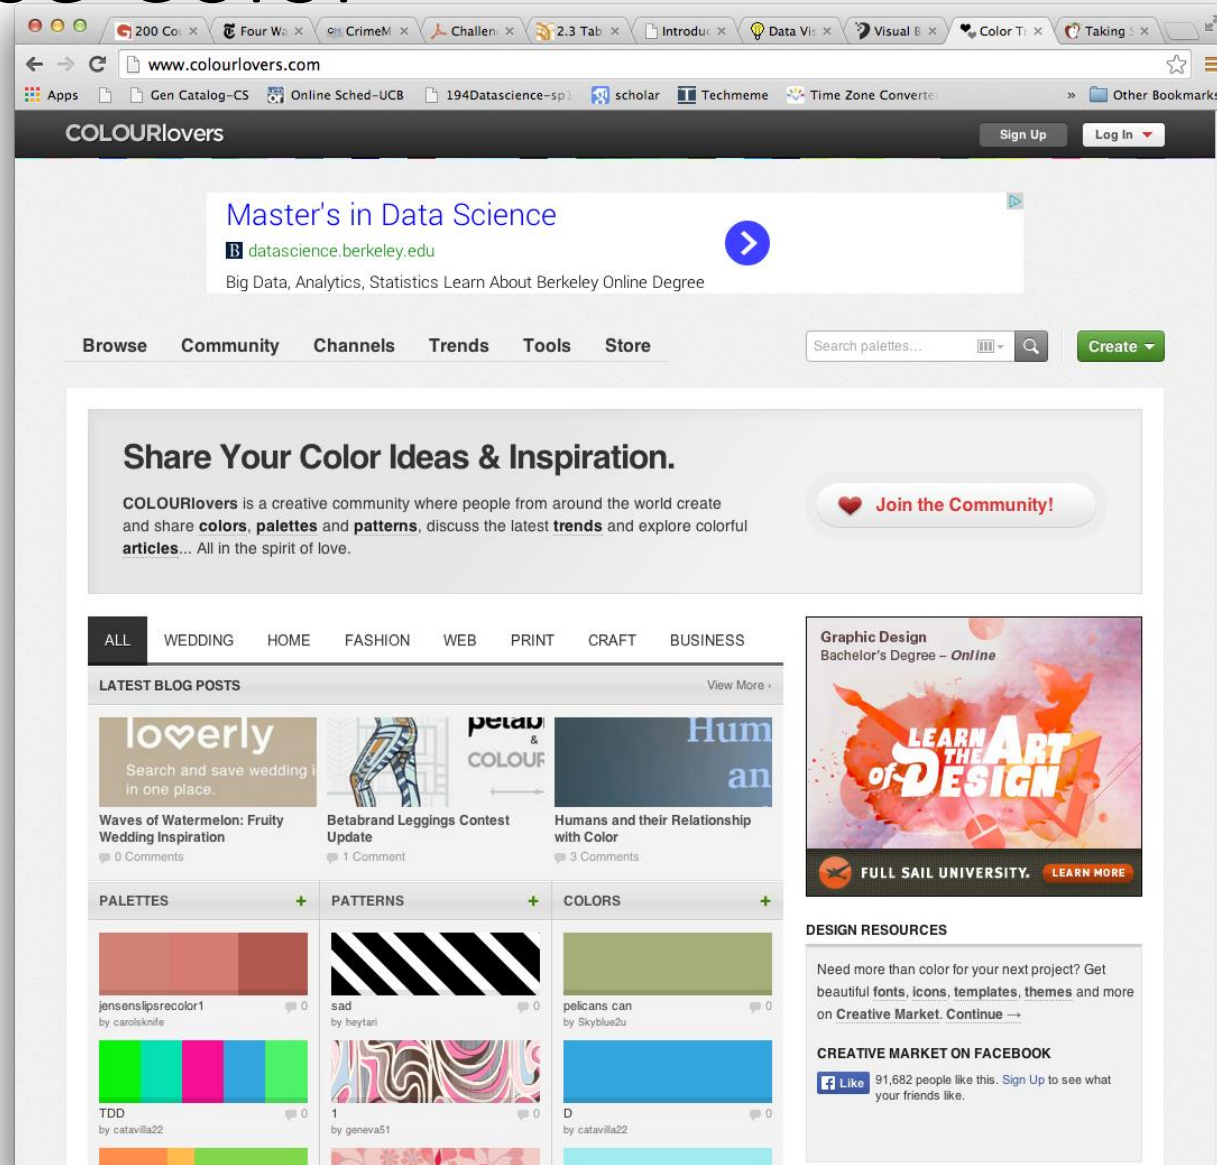 200 Co
Four Wa
CrimeM
Challen
2.3 Tab
Introduc
Data Vis
Visual E
Color Tr
Taking S
www.colourlovers.com
Apps
Gen Catalog-CS
Online Sched-UCB
194Datascience-sp1
scholar
Techmeme
Time Zone Converte
»
Other Bookmarks
COLOURlovers
Sign Up
Log In
Master's in Data Science
B datascience.berkeley.edu
Big Data, Analytics, Statistics Learn About Berkeley Online Degree
Browse
Community
Channels
Trends
Tools
Store
Search palettes...
Create
Share Your Color Ideas & Inspiration.
COLOURlovers is a creative community where people from around the world create
and share colors, palettes and patterns, discuss the latest trends and explore colorful
articles... All in the spirit of love.
Join the Community!
ALL
WEDDING
HOME
FASHION
WEB
PRINT
CRAFT
BUSINESS
LATEST BLOG POSTS
View More ›
loverly
Search and save wedding i
in one place.
petab
&
COLOUR
Hum
an
Waves of Watermelon: Fruity
Wedding Inspiration
0 Comments
Betabrand Leggings Contest
Update
1 Comment
Humans and their Relationship
with Color
3 Comments
PALETTES +
PATTERNS +
COLORS +
jensenslipsrecolor1 0
by carolsknife
sad 0
by heytari
pelicans can 0
by Skyblue2u
TDD 0
by catavilla22
1 0
by geneva51
D 0
by catavilla22
Graphic Design
Bachelor's Degree – Online
LEARN
THE ART
of DESIGN
FULL SAIL UNIVERSITY.
LEARN MORE
DESIGN RESOURCES
Need more than color for your next project? Get
beautiful fonts, icons, templates, themes and more
on Creative Market. Continue →
CREATIVE MARKET ON FACEBOOK
Like
91,682 people like this. Sign Up to see what
your friends like.